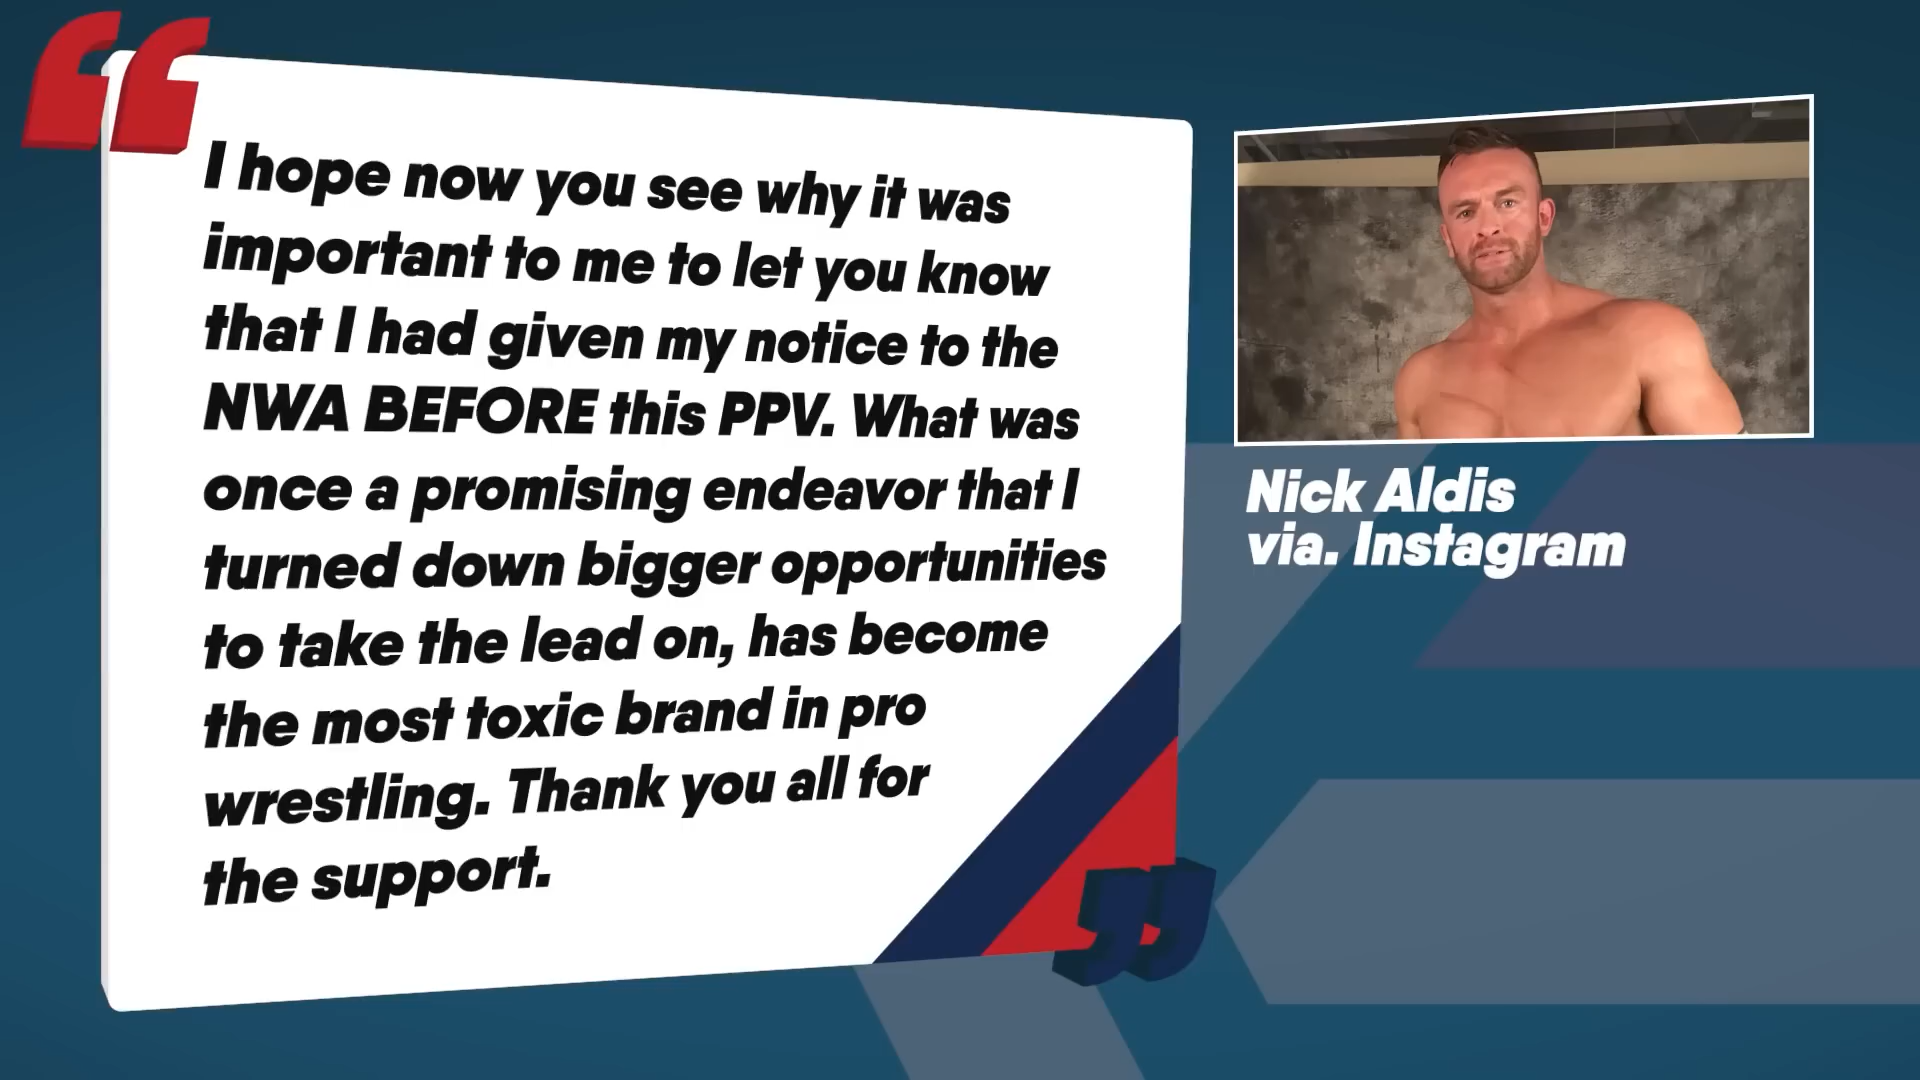 I hope now you see why it was
important to me to let you know
that I had given my notice to the
NWA BEFORE this PPV. What was
once a promising endeavor that I
turned down bigger opportunities
to take the lead on, has become
the most toxic brand in pro
wrestling. Thank you all for
the support.
Nick Aldis
via. Instagram